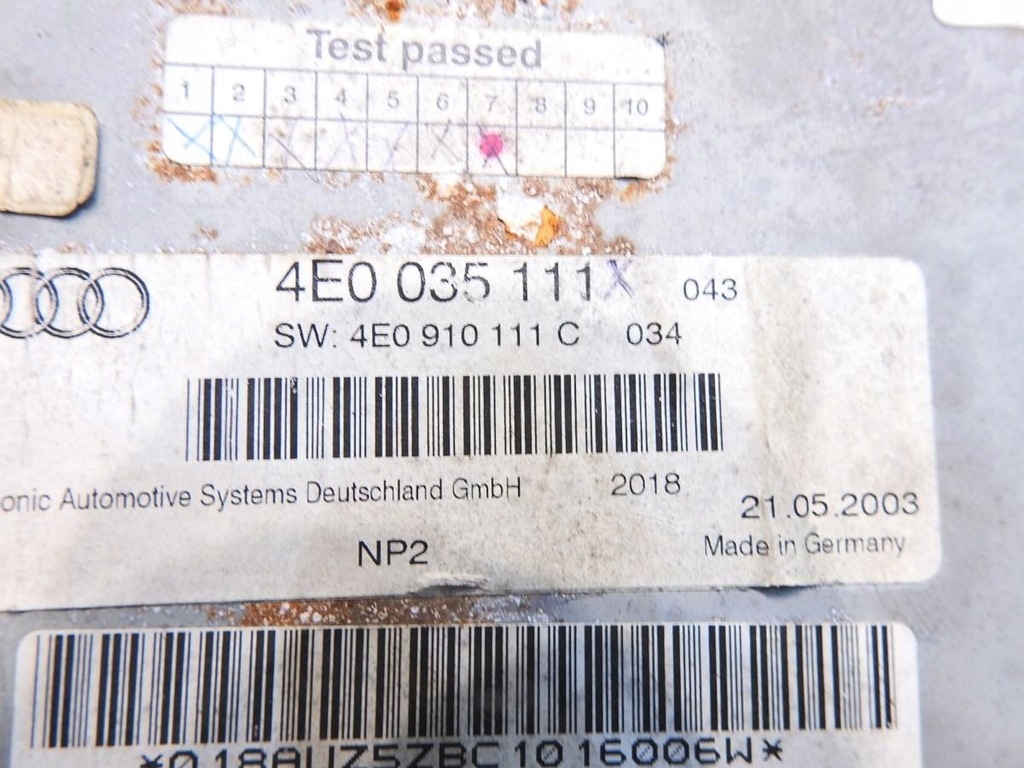 Test passed
1 2 3 4 5 6 7 8 9 10
4E0 035 111X 043
SW: 4E0 910 111 C 034
onic Automotive Systems Deutschland GmbH 2018
21.05.2003
NP2
Made in Germany